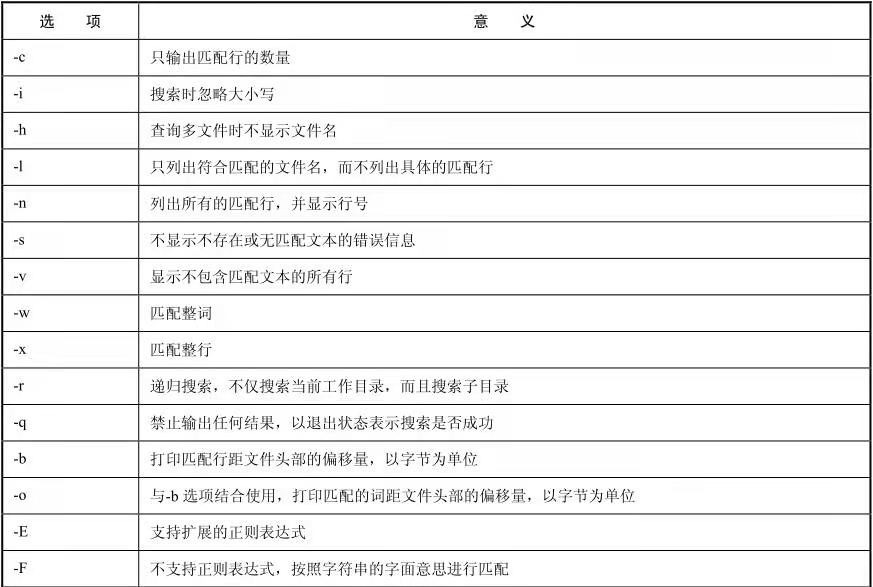 选 项 意 义
-c 只输出匹配行的数量
-i 搜索时忽略大小写
-h 查询多文件时不显示文件名
-l 只列出符合匹配的文件名，而不列出具体的匹配行
-n 列出所有的匹配行，并显示行号
-s 不显示不存在或无匹配文本的错误信息
-v 显示不包含匹配文本的所有行
-w 匹配整词
-x 匹配整行
-r 递归搜索，不仅搜索当前工作目录，而且搜索子目录
-q 禁止输出任何结果，以退出状态表示搜索是否成功
-b 打印匹配行距文件头部的偏移量，以字节为单位
-o 与-b 选项结合使用，打印匹配的词距文件头部的偏移量，以字节为单位
-E 支持扩展的正则表达式
-F 不支持正则表达式，按照字符串的字面意思进行匹配